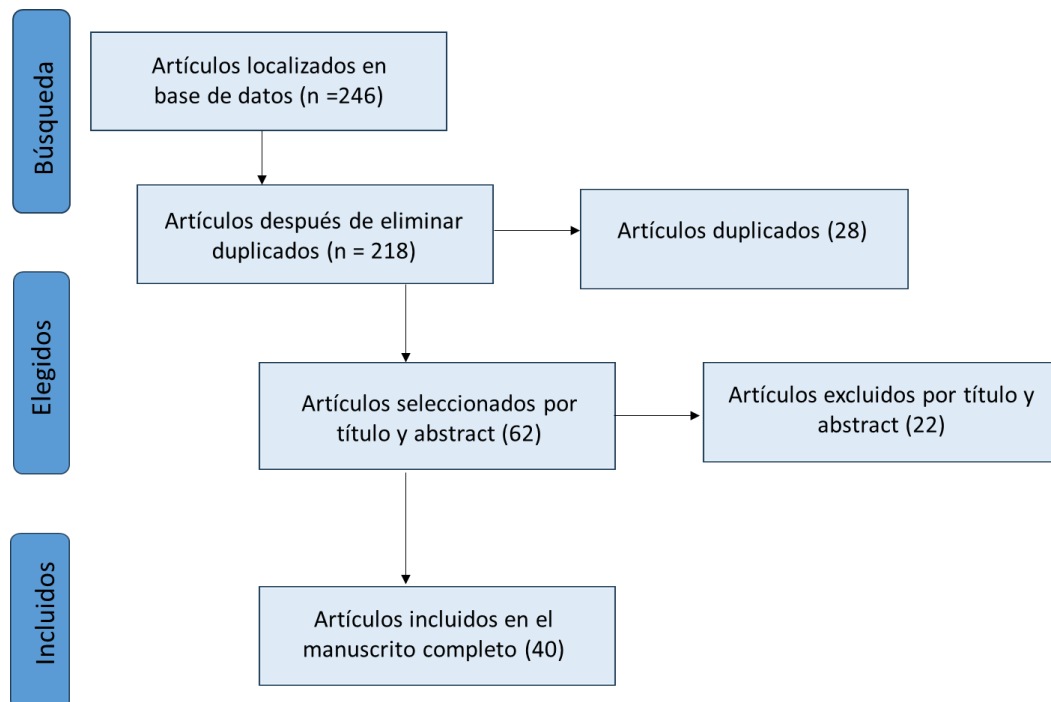 Búsqueda
Artículos localizados en
base de datos (n =246)
Artículos después de eliminar
duplicados (n = 218)
Artículos duplicados (28)
Elegidos
Artículos seleccionados por
título y abstract (62)
Artículos excluidos por título y
abstract (22)
Incluidos
Artículos incluidos en el
manuscrito completo (40)